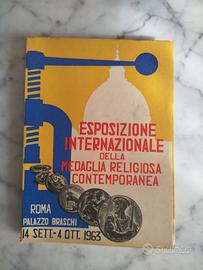 ESPOSIZIONE
INTERNAZIONALE
DELLA
MEDAGLIA RELIGIOSA
CONTEMPORANEA
ROMA
PALAZZO BRASCHI
14 SETT.-4 OTT. 1963